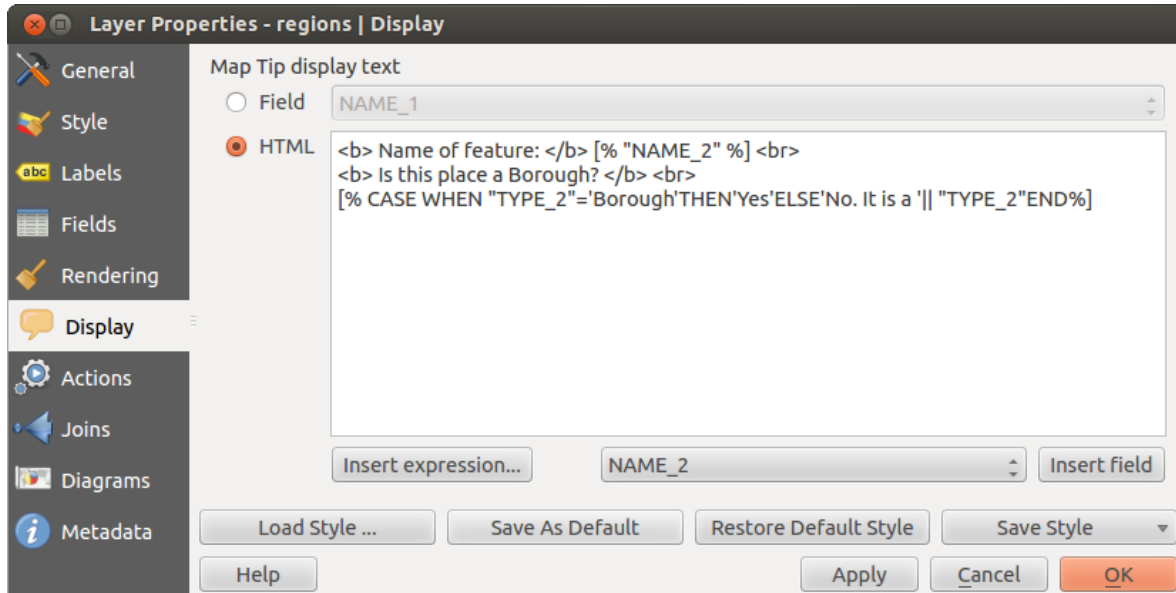 Layer Properties - regions | Display
General
Style
abc Labels
Fields
Rendering
Display
Actions
Joins
Diagrams
i Metadata
Map Tip display text
Field NAME_1
HTML
<b> Name of feature: </b> [% "NAME_2" %] <br>
<b> Is this place a Borough? </b> <br>
[% CASE WHEN "TYPE_2"='Borough'THEN'Yes'ELSE'No. It is a '|| "TYPE_2"END%]
Insert expression... NAME_2 Insert field
Load Style ... Save As Default Restore Default Style Save Style
Help Apply Cancel OK